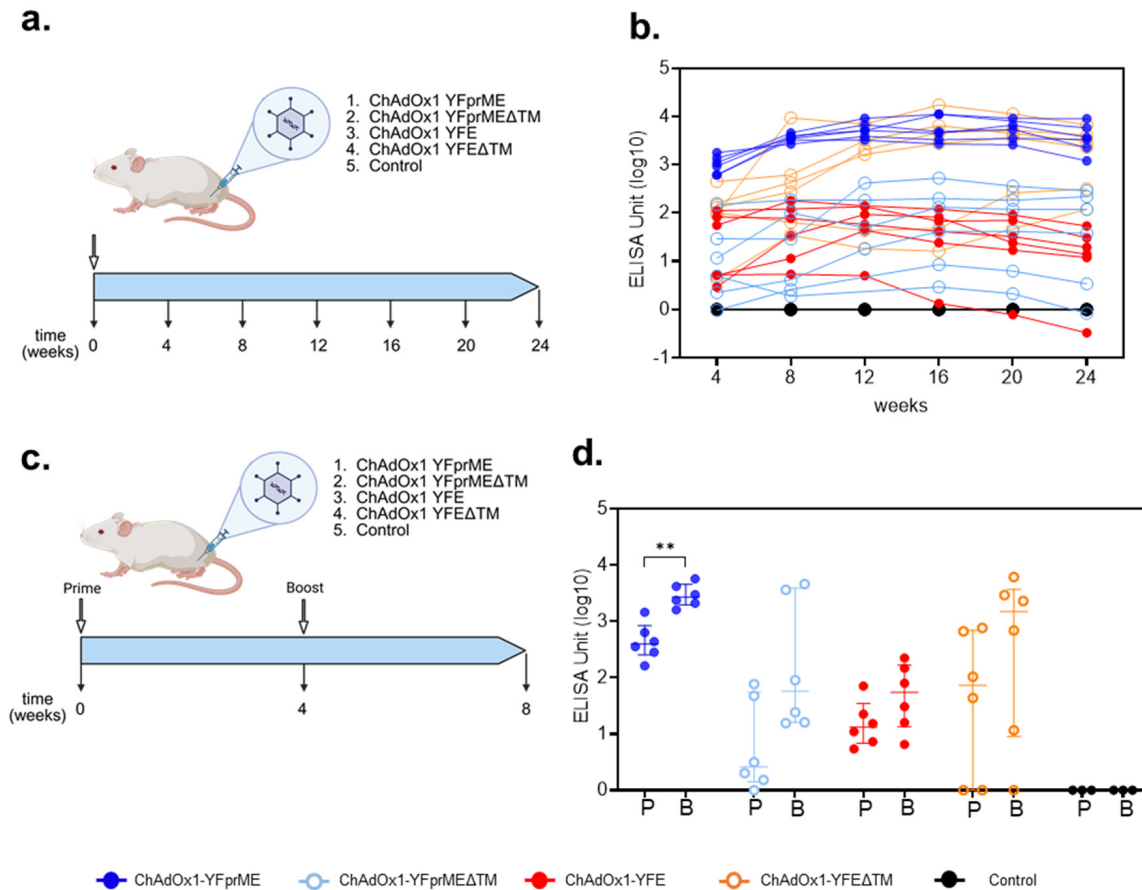 a.
1. ChAdOx1 YFprME
2. ChAdOx1 YFprMEΔTM
3. ChAdOx1 YFE
4. ChAdOx1 YFEΔTM
5. Control
time
(weeks)
0 4 8 12 16 20 24
b.
ELISA Unit (log10)
5
4
3
2
1
0
-1
4 8 12 16 20 24
weeks
c.
1. ChAdOx1 YFprME
2. ChAdOx1 YFprMEΔTM
3. ChAdOx1 YFE
4. ChAdOx1 YFEΔTM
5. Control
Prime Boost
time
(weeks)
0 4 8
d.
ELISA Unit (log10)
5
4
3
2
1
0
**
P B P B P B P B P B
ChAdOx1-YFprME ChAdOx1-YFprMEΔTM ChAdOx1-YFE ChAdOx1-YFEΔTM Control